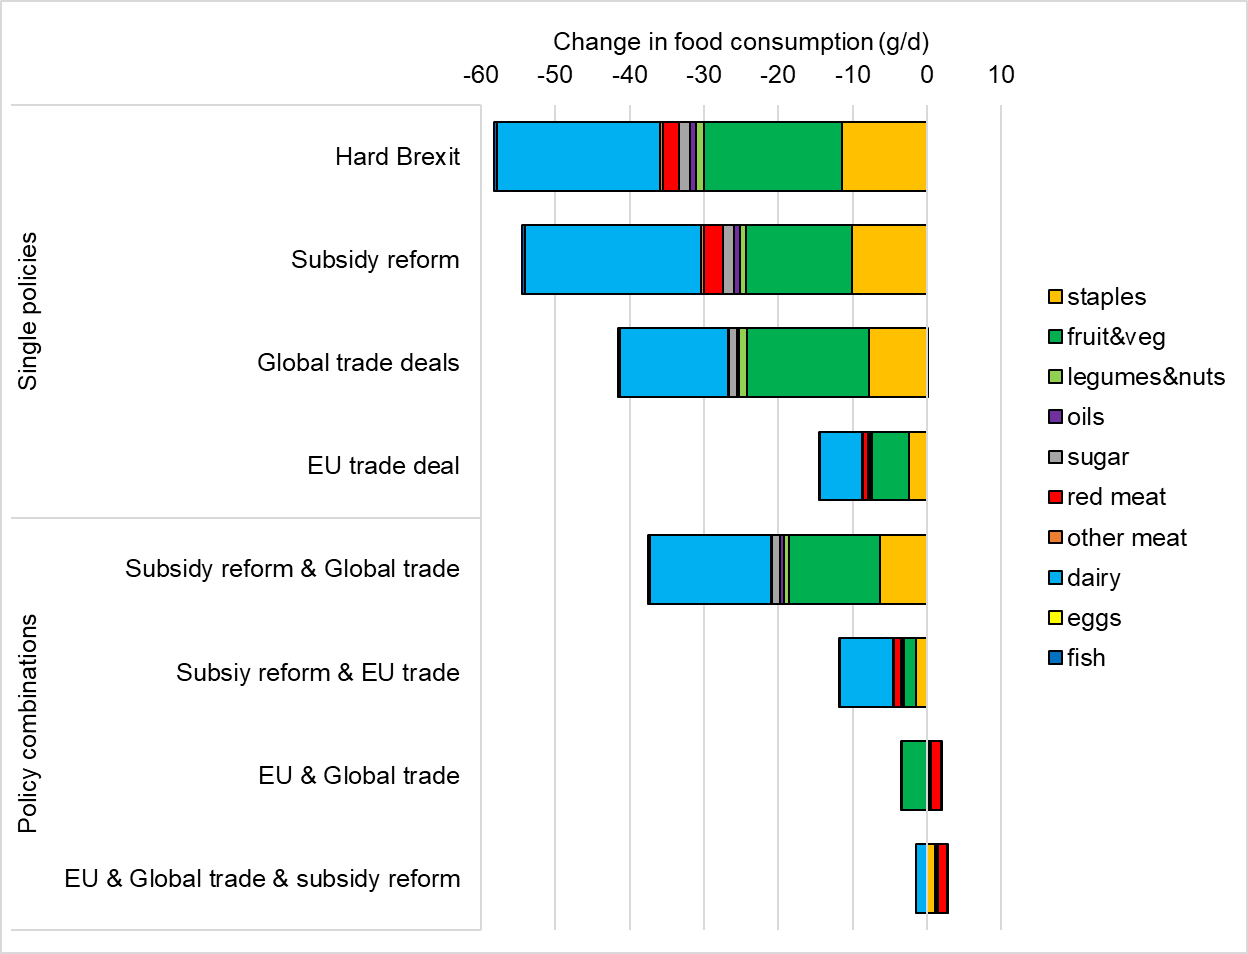 Change in food consumption (g/d)
-60 -50 -40 -30 -20 -10 0 10
Single policies
Hard Brexit
Subsidy reform
Global trade deals
EU trade deal
Policy combinations
Subsidy reform & Global trade
Subsiy reform & EU trade
EU & Global trade
EU & Global trade & subsidy reform
staples
fruit&veg
legumes&nuts
oils
sugar
red meat
other meat
dairy
eggs
fish